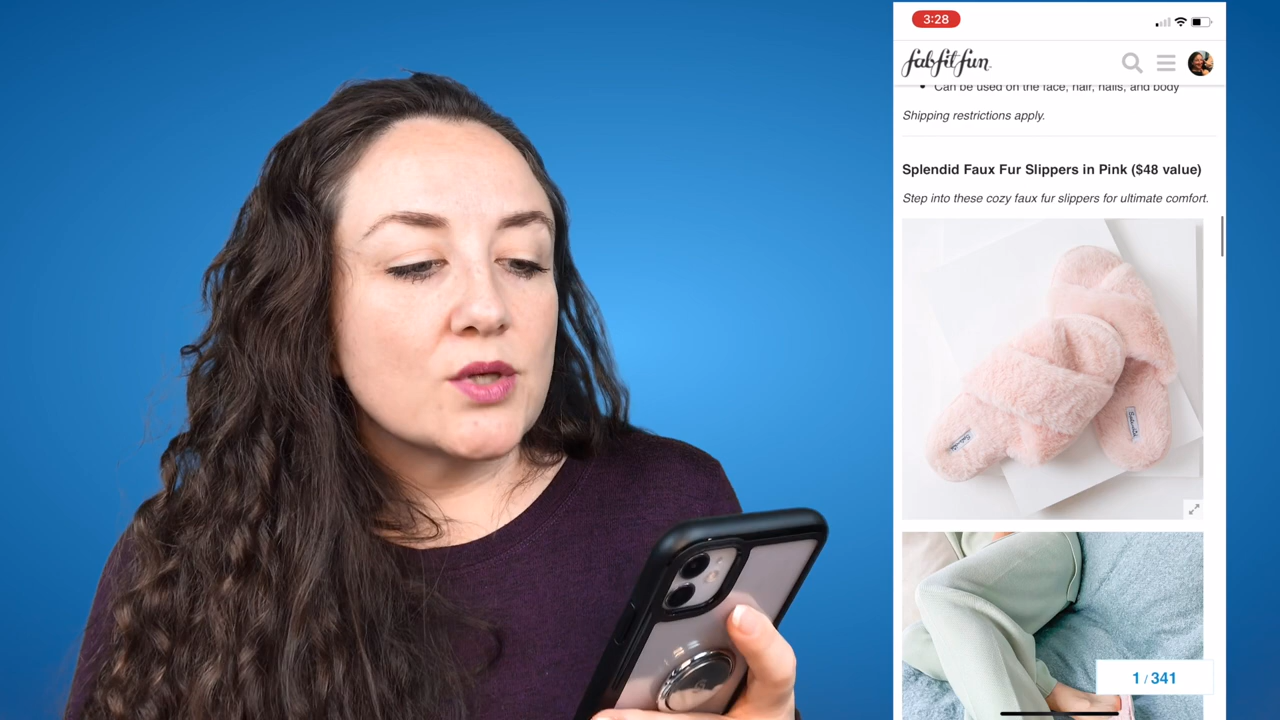 3:28
fabfitfun
Can be used on the face, hair, nails, and body
Shipping restrictions apply.
Splendid Faux Fur Slippers in Pink ($48 value)
Step into these cozy faux fur slippers for ultimate comfort.
1 / 341